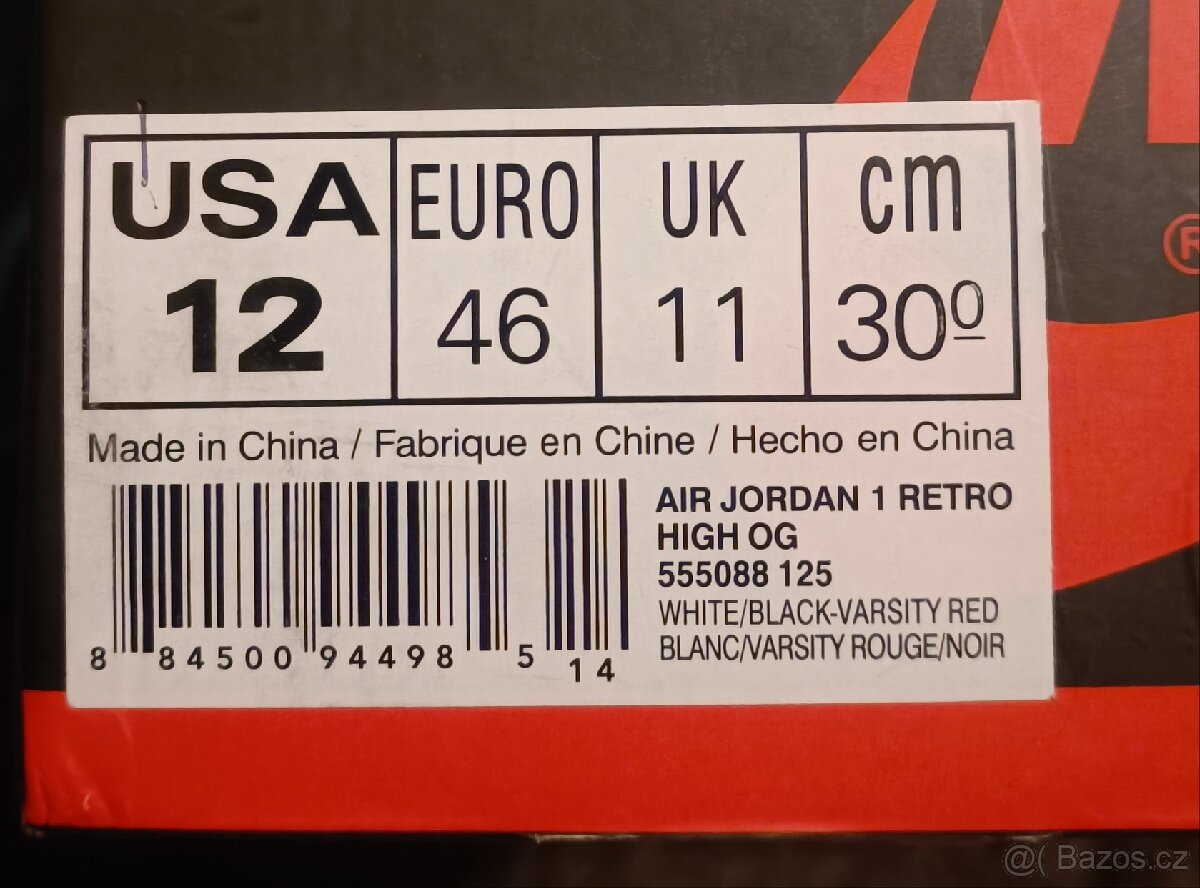 USA EURO UK cm
12 46 11 30º
Made in China / Fabrique en Chine / Hecho en China
AIR JORDAN 1 RETRO
HIGH OG
555088 125
WHITE/BLACK-VARSITY RED
BLANC/VARSITY ROUGE/NOIR
8 84500 94498 5 14
®
@( Bazos.cz